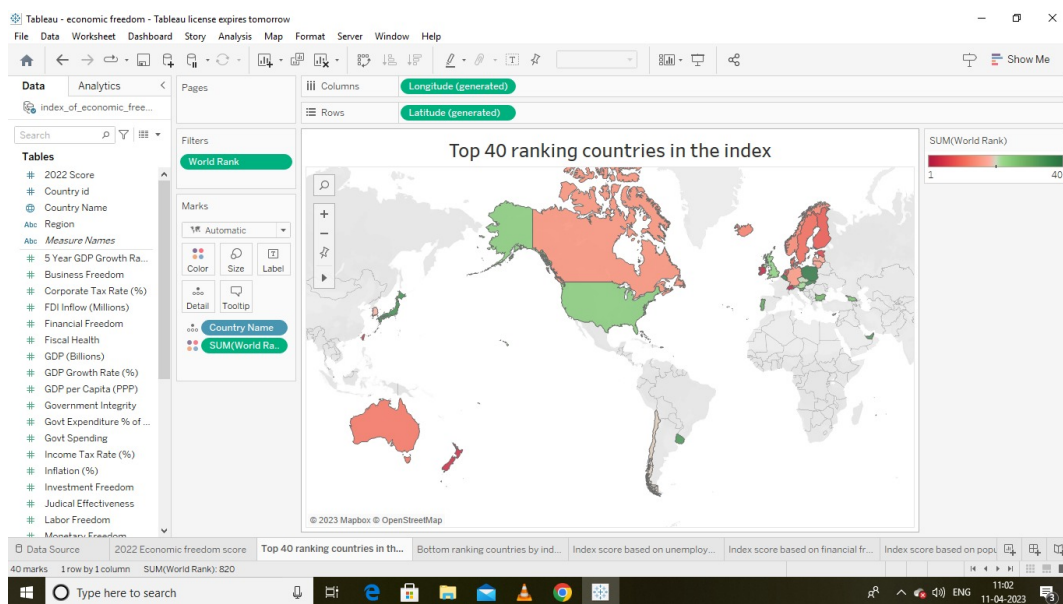 Tableau - economic freedom - Tableau license expires tomorrow
File Data Worksheet Dashboard Story Analysis Map Format Server Window Help
Show Me
Data Analytics
index_of_economic_free...
Search
Tables
2022 Score
Country id
Country Name
Abc Region
Abc Measure Names
5 Year GDP Growth Ra...
Business Freedom
Corporate Tax Rate (%)
FDI Inflow (Millions)
Financial Freedom
Fiscal Health
GDP (Billions)
GDP Growth Rate (%)
GDP per Capita (PPP)
Government Integrity
Govt Expenditure % of ...
Govt Spending
Income Tax Rate (%)
Inflation (%)
Investment Freedom
Judical Effectiveness
Labor Freedom
Monetary Freedom
Pages
Filters
World Rank
Marks
Automatic
Color Size Label
Detail Tooltip
Country Name
SUM(World Ra..
Columns Longitude (generated)
Rows Latitude (generated)
Top 40 ranking countries in the index
© 2023 Mapbox © OpenStreetMap
SUM(World Rank)
1 40
Data Source 2022 Economic freedom score Top 40 ranking countries in th... Bottom ranking countries by ind... Index score based on unemploy... Index score based on financial fr... Index score based on popu
40 marks 1 row by 1 column SUM(World Rank): 820
Type here to search
ENG
11:02
11-04-2023